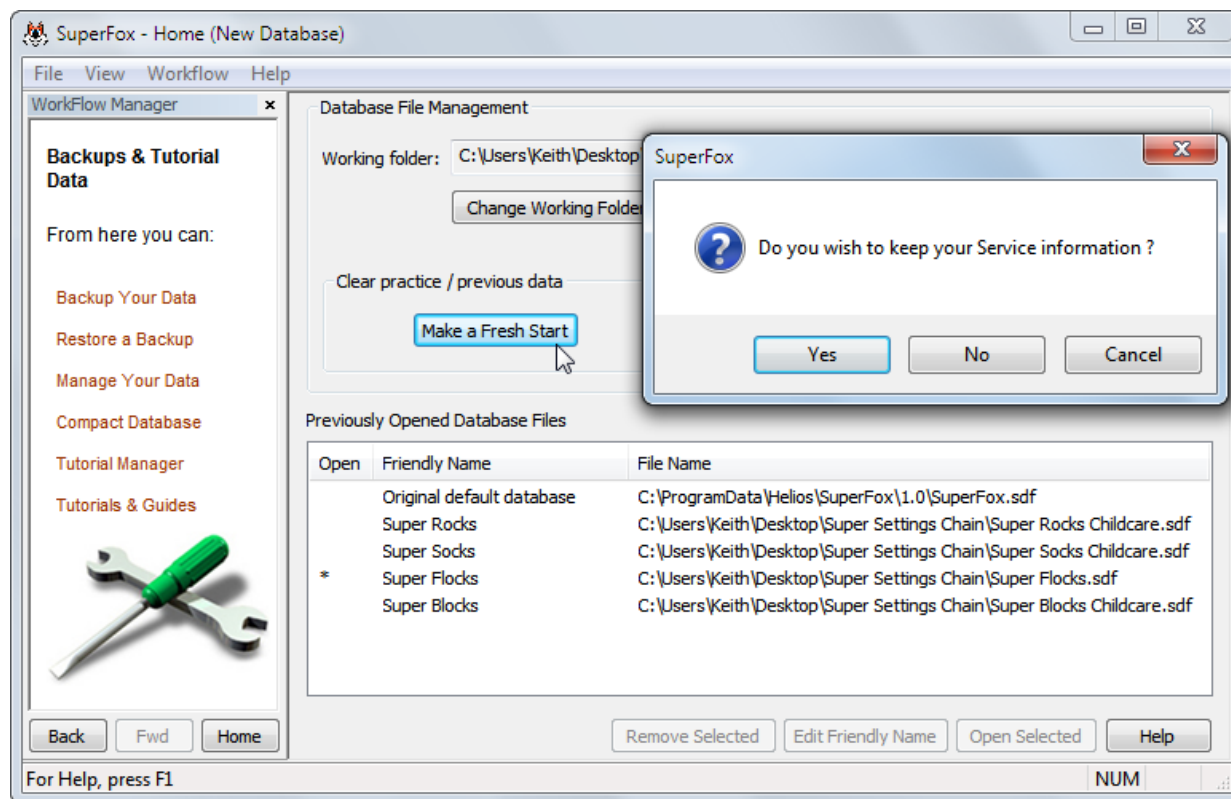 SuperFox - Home (New Database)
File View Workflow Help
WorkFlow Manager
Backups & Tutorial
Data
From here you can:
Backup Your Data
Restore a Backup
Manage Your Data
Compact Database
Tutorial Manager
Tutorials & Guides
Back Fwd Home
Database File Management
Working folder: C:\Users\Keith\Desktop
Change Working Folder
Clear practice / previous data
Make a Fresh Start
SuperFox
Do you wish to keep your Service information ?
Yes No Cancel
Previously Opened Database Files
Open Friendly Name File Name
Original default database C:\ProgramData\Helios\SuperFox\1.0\SuperFox.sdf
Super Rocks C:\Users\Keith\Desktop\Super Settings Chain\Super Rocks Childcare.sdf
Super Socks C:\Users\Keith\Desktop\Super Settings Chain\Super Socks Childcare.sdf
* Super Flocks C:\Users\Keith\Desktop\Super Settings Chain\Super Flocks.sdf
Super Blocks C:\Users\Keith\Desktop\Super Settings Chain\Super Blocks Childcare.sdf
Remove Selected Edit Friendly Name Open Selected Help
For Help, press F1 NUM